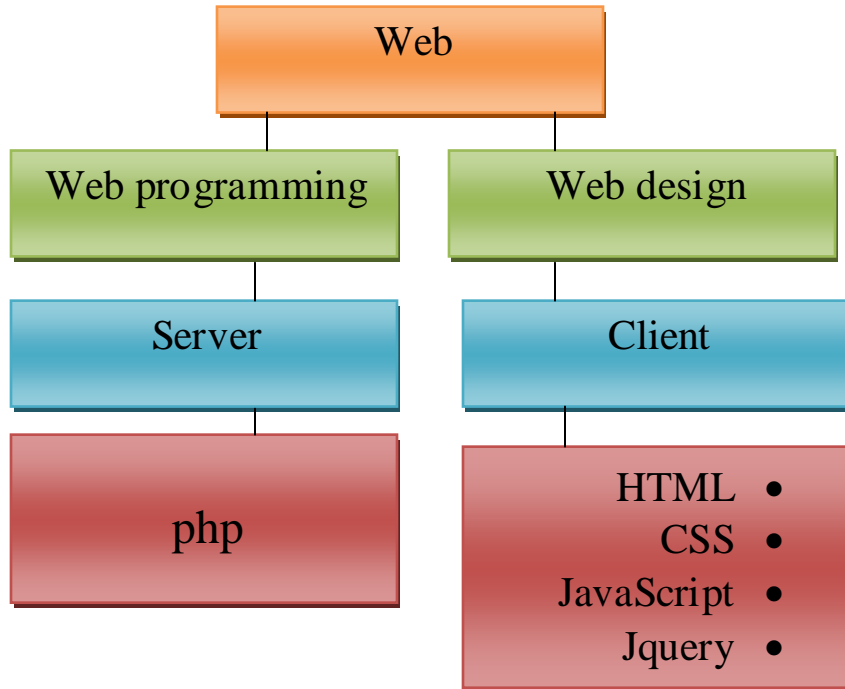 Web
Web programming
Web design
Server
Client
php
HTML •
CSS •
JavaScript •
Jquery •